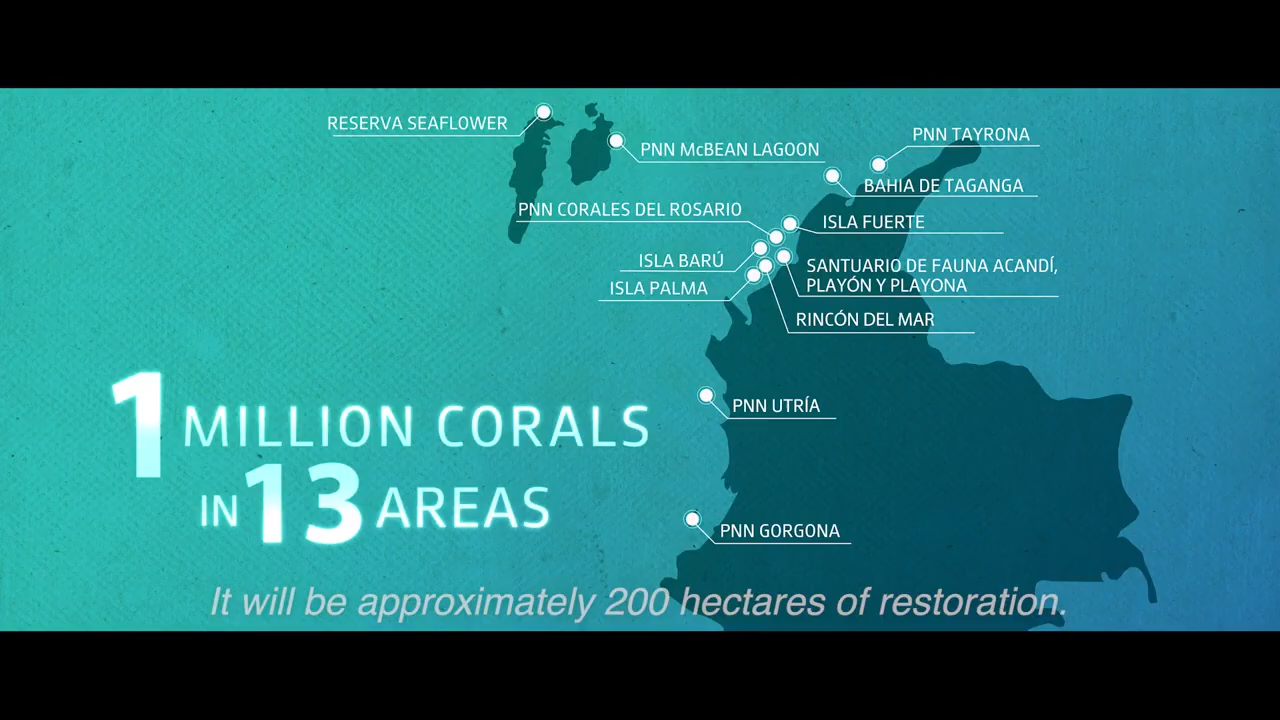 RESERVA SEAFLOWER
PNN McBEAN LAGOON
PNN TAYRONA
BAHIA DE TAGANGA
PNN CORALES DEL ROSARIO
ISLA FUERTE
ISLA BARÚ
SANTUARIO DE FAUNA ACANDÍ,
PLAYÓN Y PLAYONA
ISLA PALMA
RINCÓN DEL MAR
PNN UTRÍA
1 MILLION CORALS
IN 13 AREAS
PNN GORGONA
It will be approximately 200 hectares of restoration.